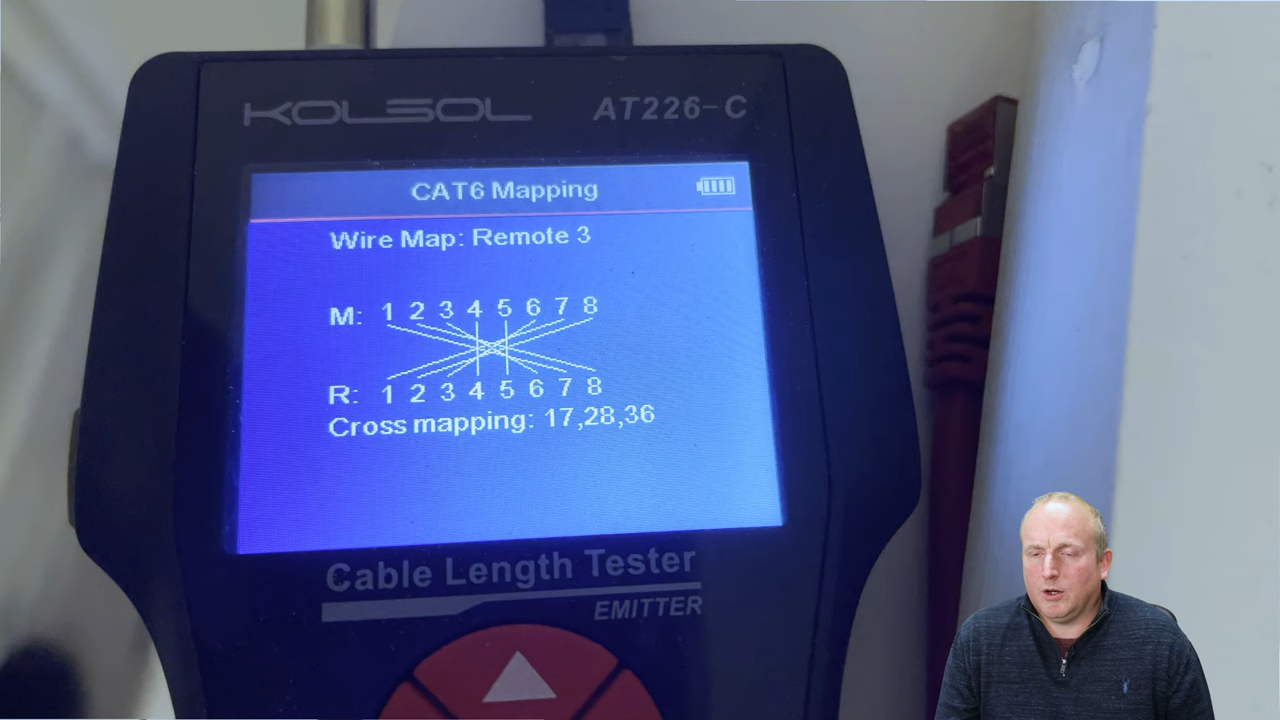 KOLSOL AT226-C
CAT6 Mapping
Wire Map: Remote 3
M: 1 2 3 4 5 6 7 8
R: 1 2 3 4 5 6 7 8
Cross mapping: 17,28,36
Cable Length Tester
EMITTER